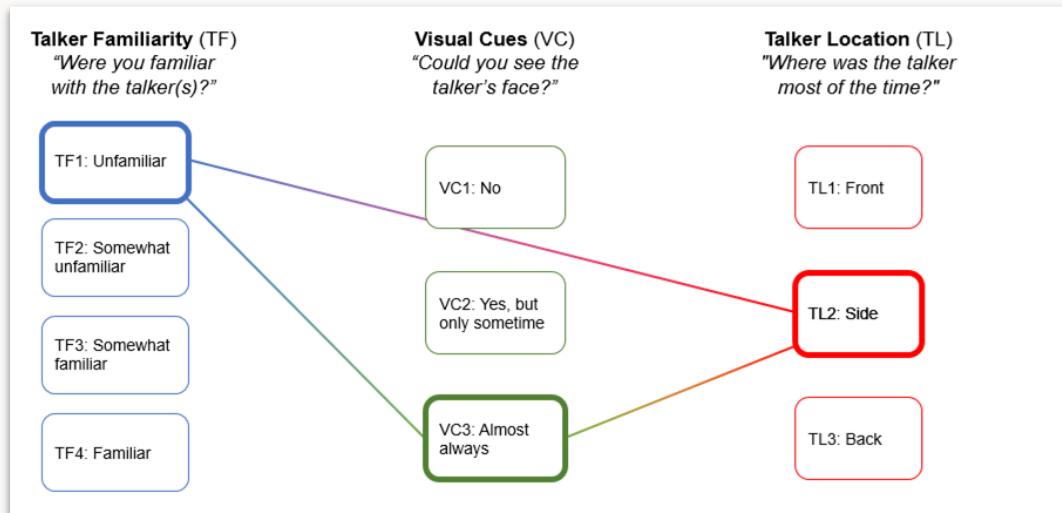 Talker Familiarity (TF)
“Were you familiar
with the talker(s)?”
TF1: Unfamiliar
TF2: Somewhat
unfamiliar
TF3: Somewhat
familiar
TF4: Familiar
Visual Cues (VC)
“Could you see the
talker’s face?”
VC1: No
VC2: Yes, but
only sometime
VC3: Almost
always
Talker Location (TL)
"Where was the talker
most of the time?"
TL1: Front
TL2: Side
TL3: Back